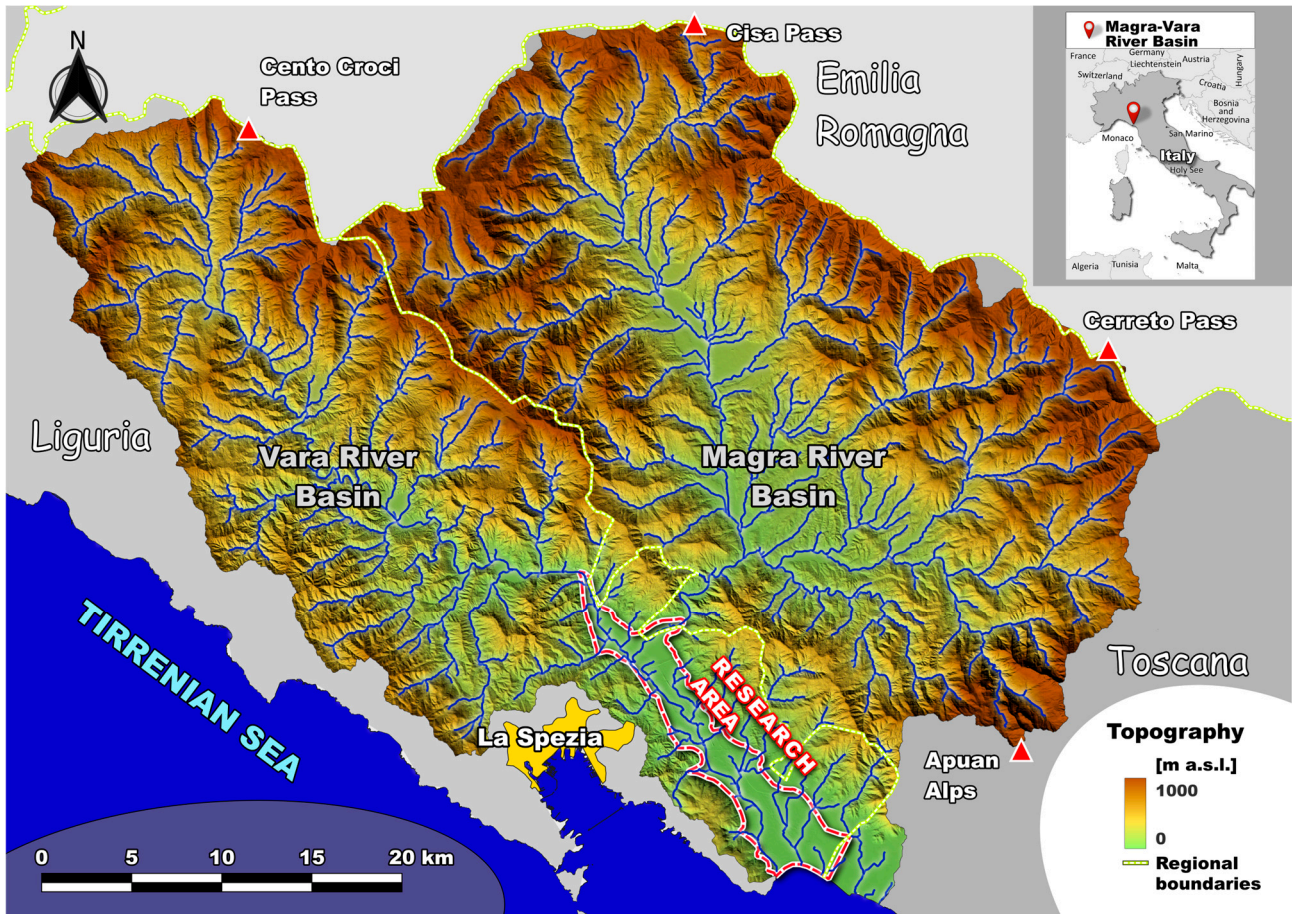 N
Cento Croci
Pass
Cisa Pass
Emilia
Romagna
Magra-Vara
River Basin
France
Germany
Liechtenstein
Austria
Hungary
Switzerland
Croatia
Bosnia
and
Herzegovina
Monaco
San Marino
Italy
Holy See
Algeria
Tunisia
Malta
Cerreto Pass
Liguria
Vara River
Basin
Magra River
Basin
TIRRENIAN SEA
La Spezia
RESEARCH
AREA
Toscana
Apuan
Alps
Topography
[m a.s.l.]
1000
0
Regional
boundaries
0 5 10 15 20 km